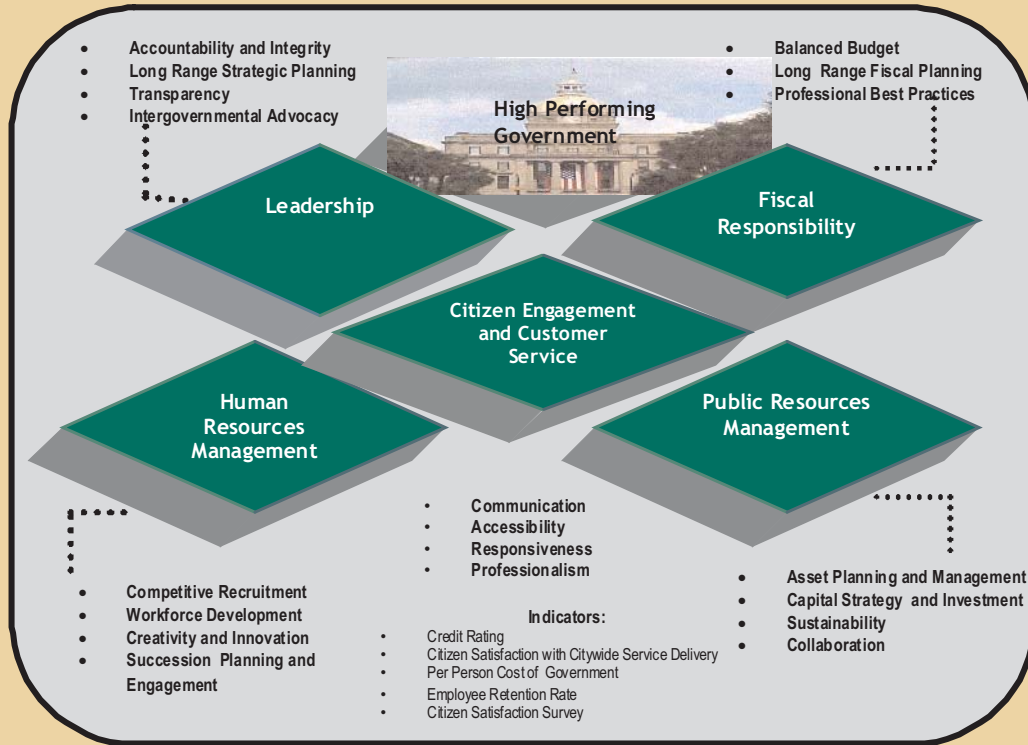 • Accountability and Integrity
• Long Range Strategic Planning
• Transparency
• Intergovernmental Advocacy
High Performing
Government
• Balanced Budget
• Long Range Fiscal Planning
• Professional Best Practices
Leadership
Fiscal
Responsibility
Citizen Engagement
and Customer
Service
Human
Resources
Management
Public Resources
Management
• Communication
• Accessibility
• Responsiveness
• Professionalism
• Competitive Recruitment
• Workforce Development
• Creativity and Innovation
• Succession Planning and
Engagement
Indicators:
• Credit Rating
• Citizen Satisfaction with Citywide Service Delivery
• Per Person Cost of Government
• Employee Retention Rate
• Citizen Satisfaction Survey
• Asset Planning and Management
• Capital Strategy and Investment
• Sustainability
• Collaboration